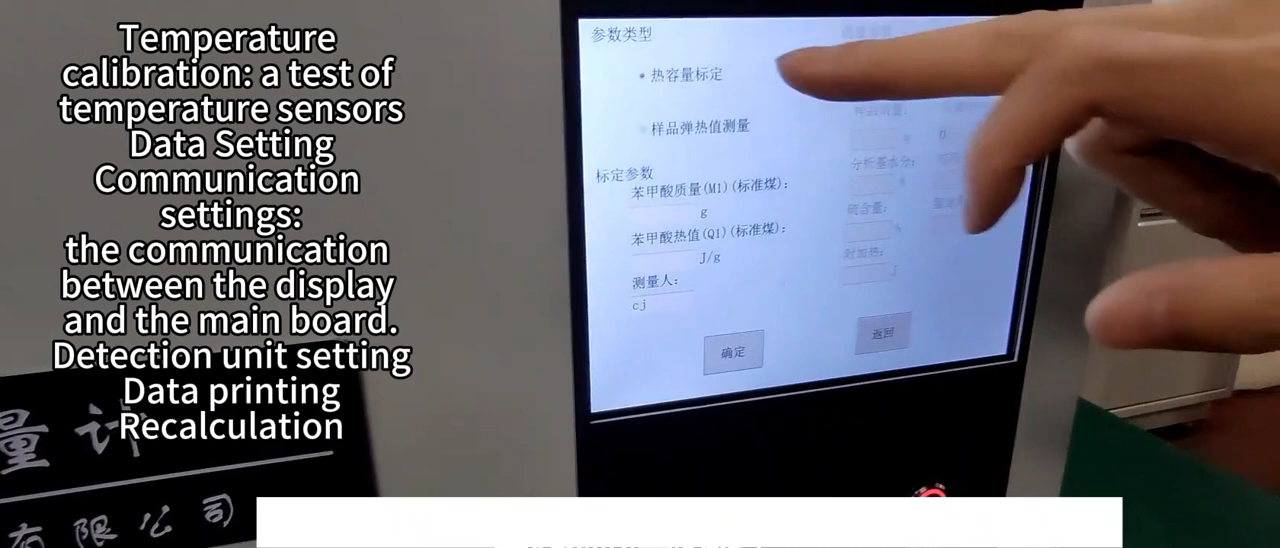 Temperature
calibration: a test of
temperature sensors
Data Setting
Communication
settings:
the communication
between the display
and the main board.
Detection unit setting
Data printing
Recalculation
量计
有限公司
参数类型
热容量标定
样品弹热值测量
标定参数
苯甲酸质量(M1)(标准煤):
g
苯甲酸热值(Q1)(标准煤):
J/g
测量人:
cj
确定
分析基水分:
%
硫含量:
%
附加热:
J
0
返回